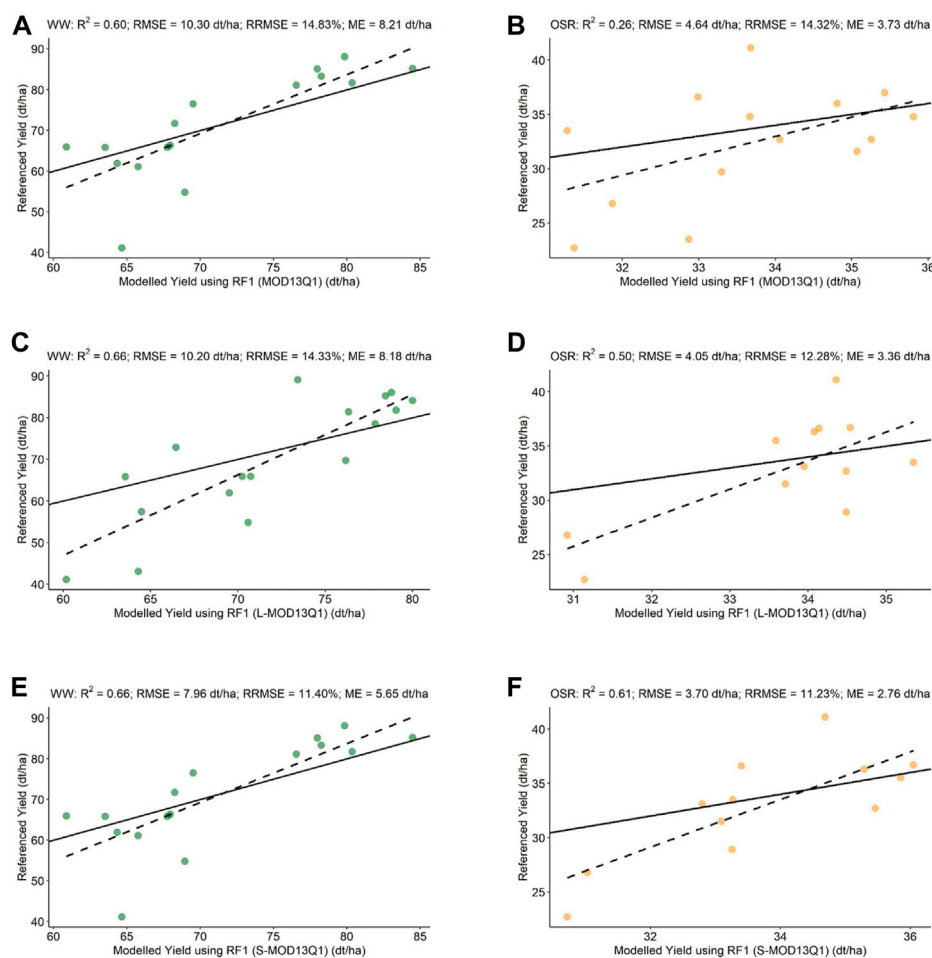 A
WW: R² = 0.60; RMSE = 10.30 dt/ha; RRMSE = 14.83%; ME = 8.21 dt/ha
Referenced Yield (dt/ha)
90
80
70
60
50
40
60 65 70 75 80 85
Modelled Yield using RF1 (MOD13Q1) (dt/ha)
B
OSR: R² = 0.26; RMSE = 4.64 dt/ha; RRMSE = 14.32%; ME = 3.73 dt/ha
Referenced Yield (dt/ha)
40
35
30
25
32 33 34 35 36
Modelled Yield using RF1 (MOD13Q1) (dt/ha)
C
WW: R² = 0.66; RMSE = 10.20 dt/ha; RRMSE = 14.33%; ME = 8.18 dt/ha
Referenced Yield (dt/ha)
90
80
70
60
50
40
60 65 70 75 80
Modelled Yield using RF1 (L-MOD13Q1) (dt/ha)
D
OSR: R² = 0.50; RMSE = 4.05 dt/ha; RRMSE = 12.28%; ME = 3.36 dt/ha
Referenced Yield (dt/ha)
40
35
30
25
31 32 33 34 35
Modelled Yield using RF1 (L-MOD13Q1) (dt/ha)
E
WW: R² = 0.66; RMSE = 7.96 dt/ha; RRMSE = 11.40%; ME = 5.65 dt/ha
Referenced Yield (dt/ha)
90
80
70
60
50
40
60 65 70 75 80 85
Modelled Yield using RF1 (S-MOD13Q1) (dt/ha)
F
OSR: R² = 0.61; RMSE = 3.70 dt/ha; RRMSE = 11.23%; ME = 2.76 dt/ha
Referenced Yield (dt/ha)
40
35
30
25
32 33 34 35 36
Modelled Yield using RF1 (S-MOD13Q1) (dt/ha)